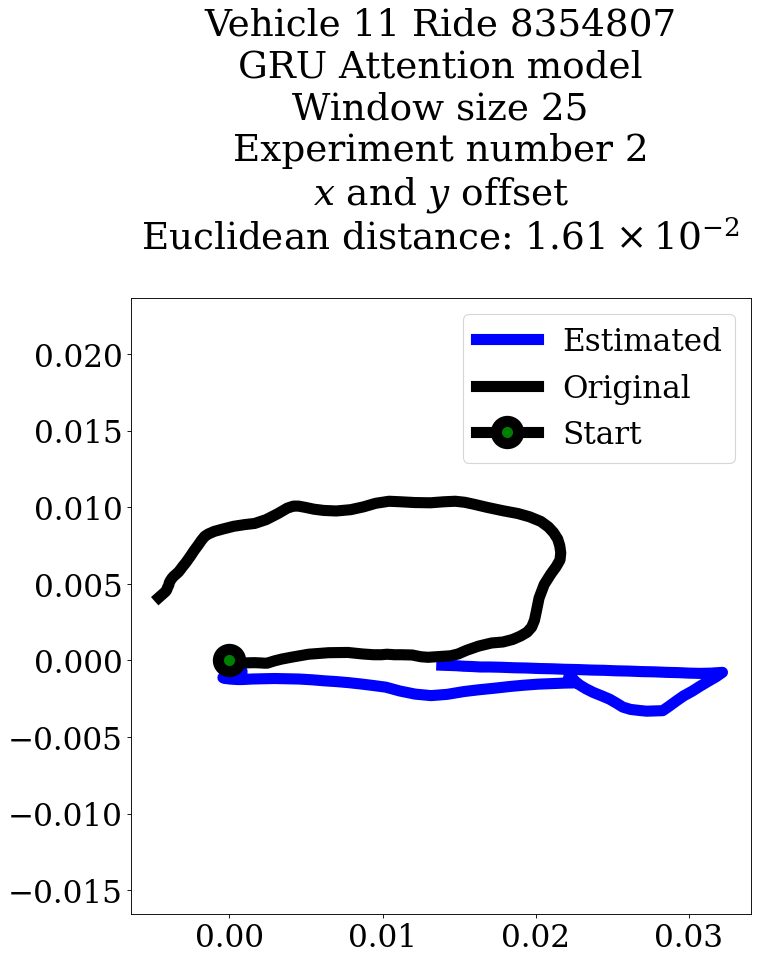 Vehicle 11 Ride 8354807
GRU Attention model
Window size 25
Experiment number 2
x and y offset
Euclidean distance: 1.61 × 10⁻²
Estimated
Original
Start
0.020
0.015
0.010
0.005
0.000
−0.005
−0.010
−0.015
0.00 0.01 0.02 0.03